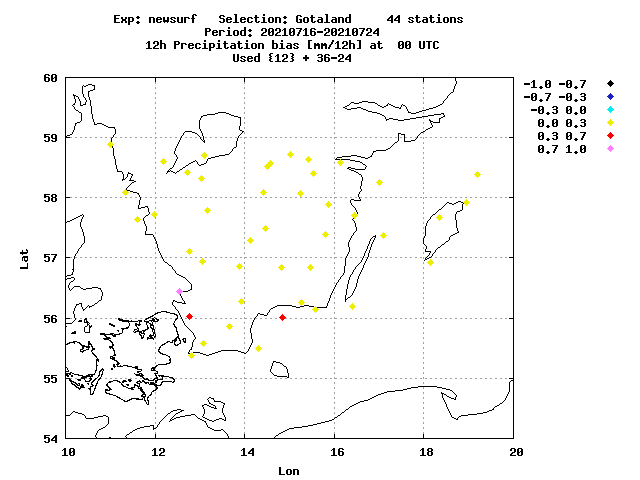 Exp: newsurf   Selection: Gotaland     44 stations
Period: 20210716-20210724
12h Precipitation bias [mm/12h] at  00 UTC
Used {12} + 36-24
-1.0 -0.7
-0.7 -0.3
-0.3 0.0
0.0 0.3
0.3 0.7
0.7 1.0
60
59
58
57
56
55
54
Lat
10 12 14 16 18 20
Lon